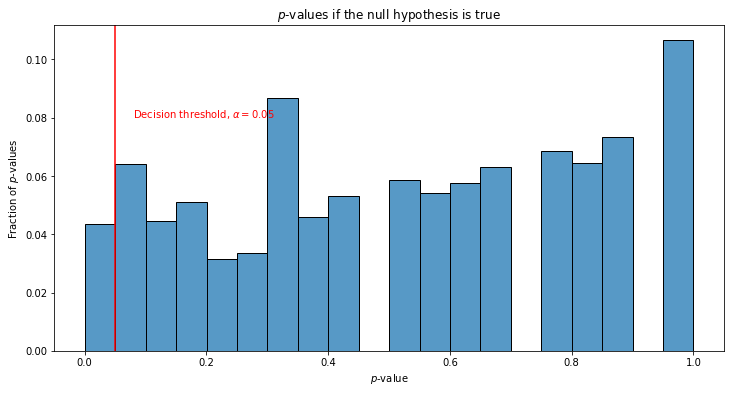 p-values if the null hypothesis is true
Decision threshold, α = 0.05
Fraction of p-values
0.10
0.08
0.06
0.04
0.02
0.00
0.0 0.2 0.4 0.6 0.8 1.0
p-value